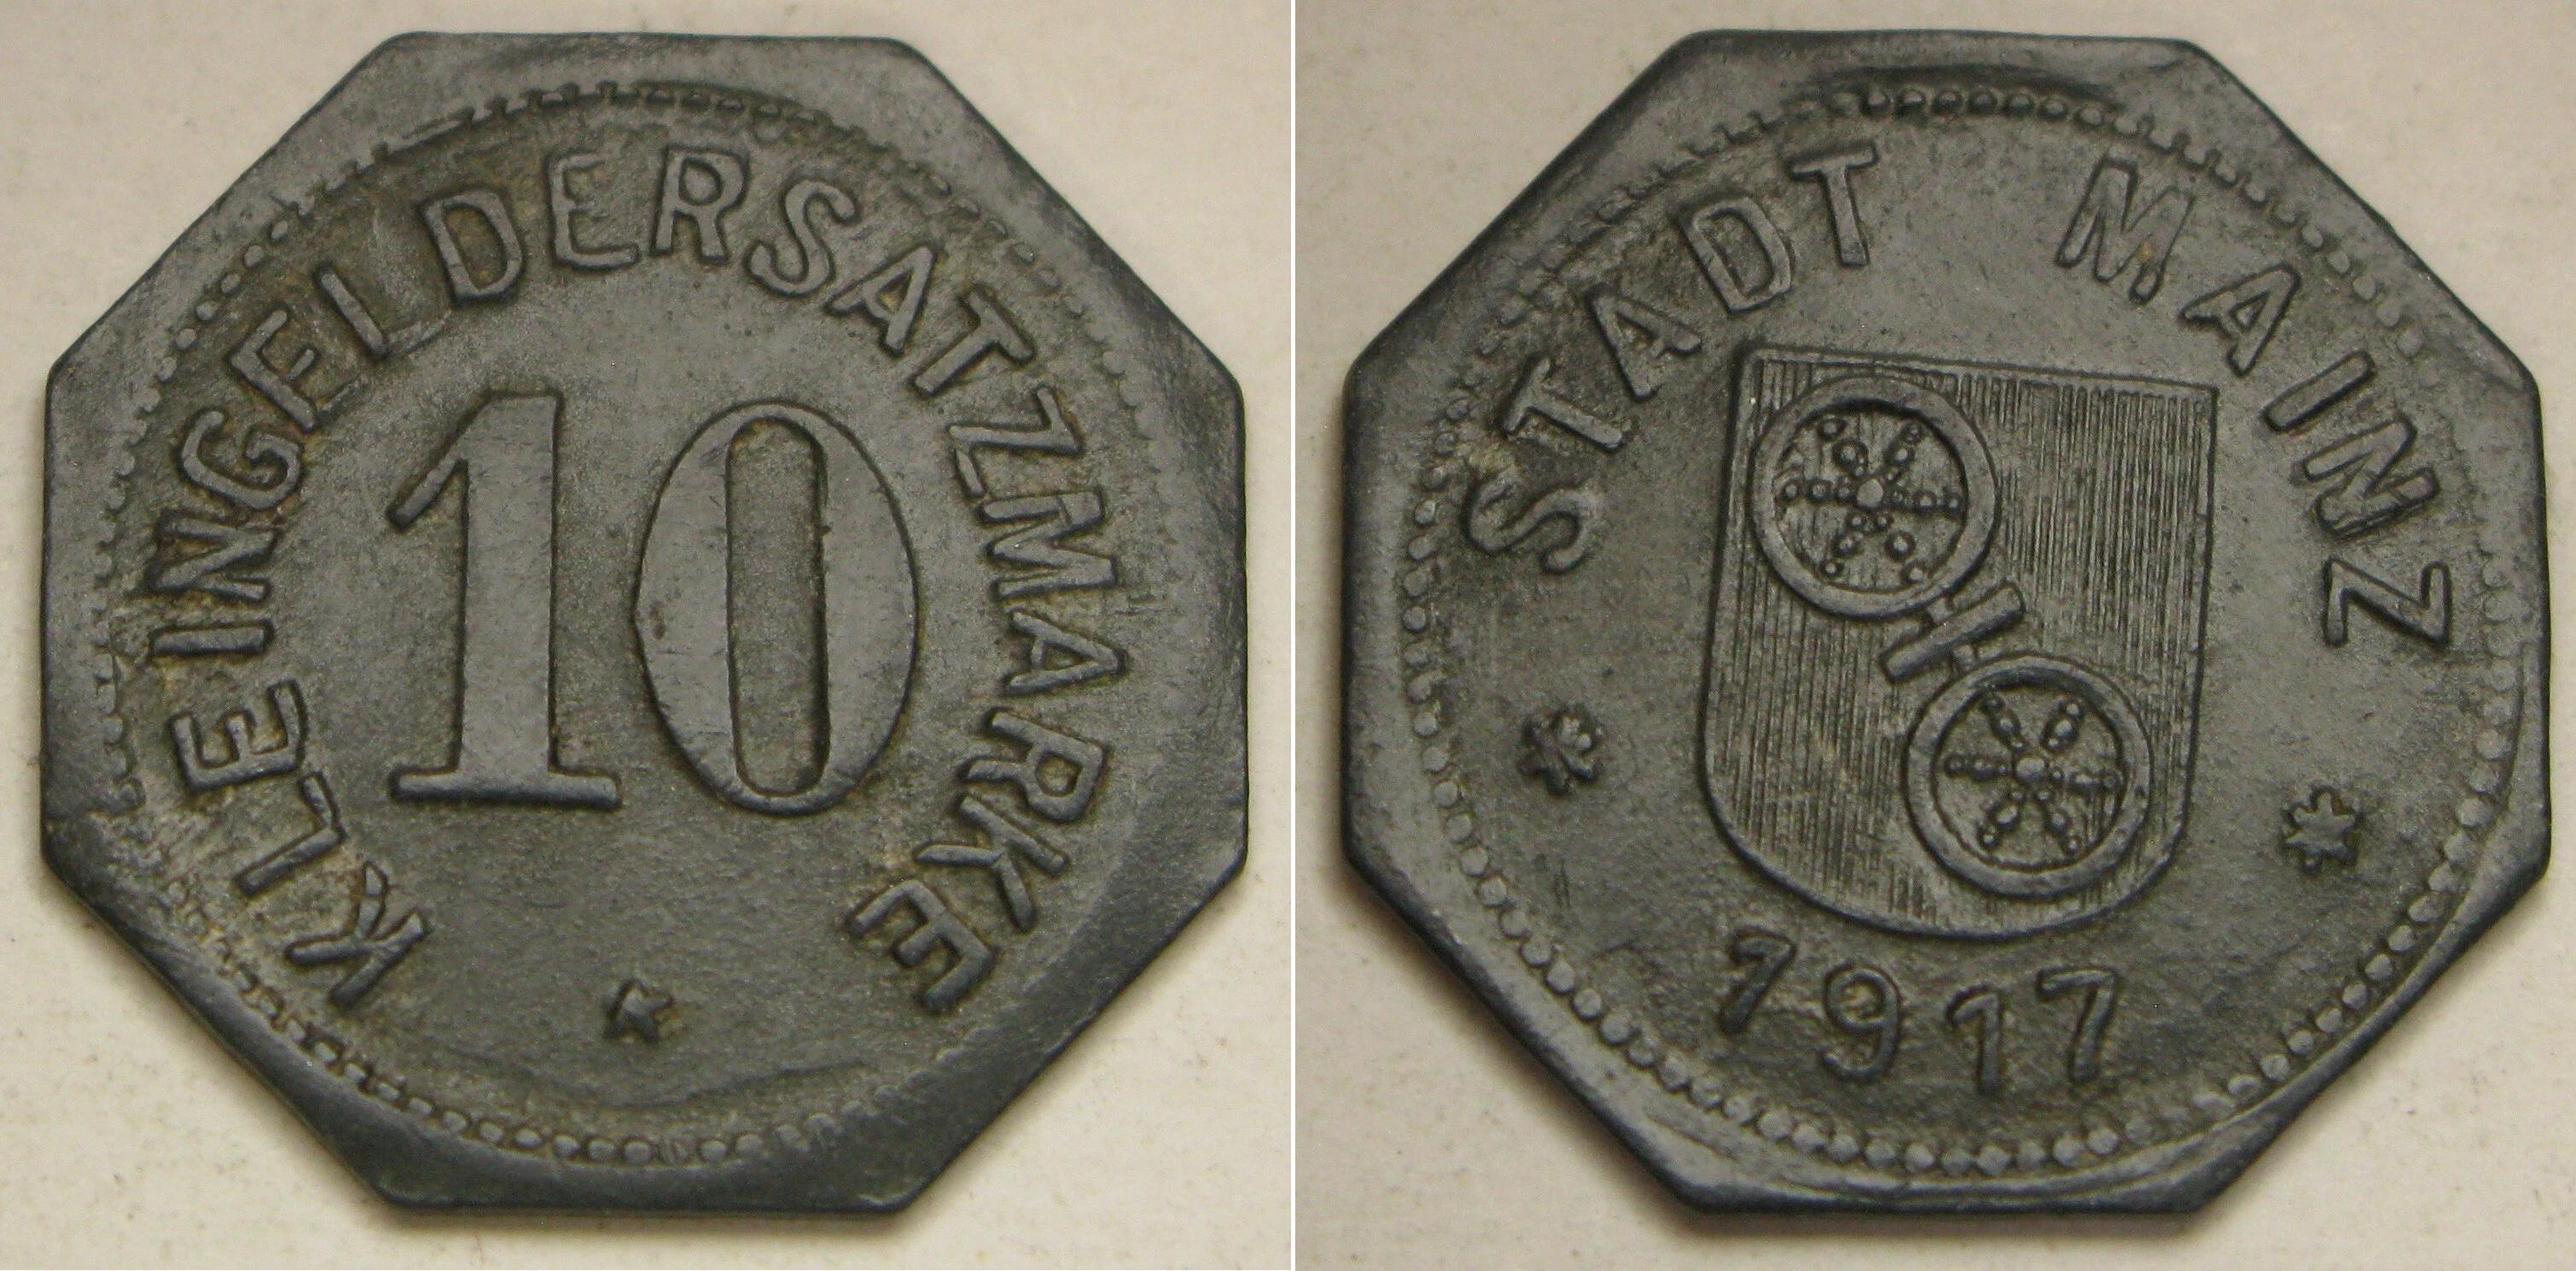 KLEINGELDERSATZMARKE
10
STADT MAINZ
1917